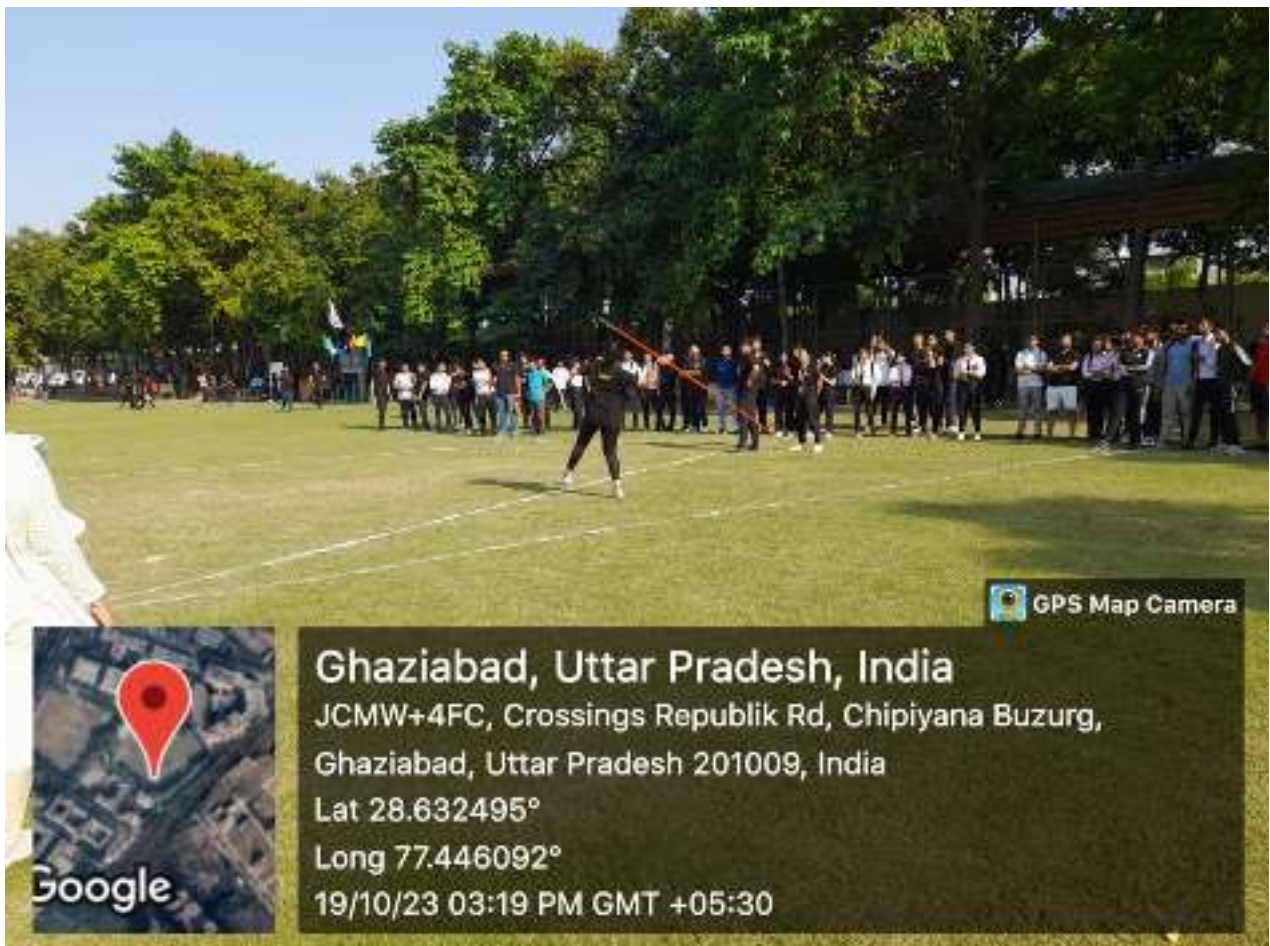 GPS Map Camera
Ghaziabad, Uttar Pradesh, India
JCMW+4FC, Crossings Republik Rd, Chipiyana Buzurg,
Ghaziabad, Uttar Pradesh 201009, India
Lat 28.632495°
Long 77.446092°
19/10/23 03:19 PM GMT +05:30
Google